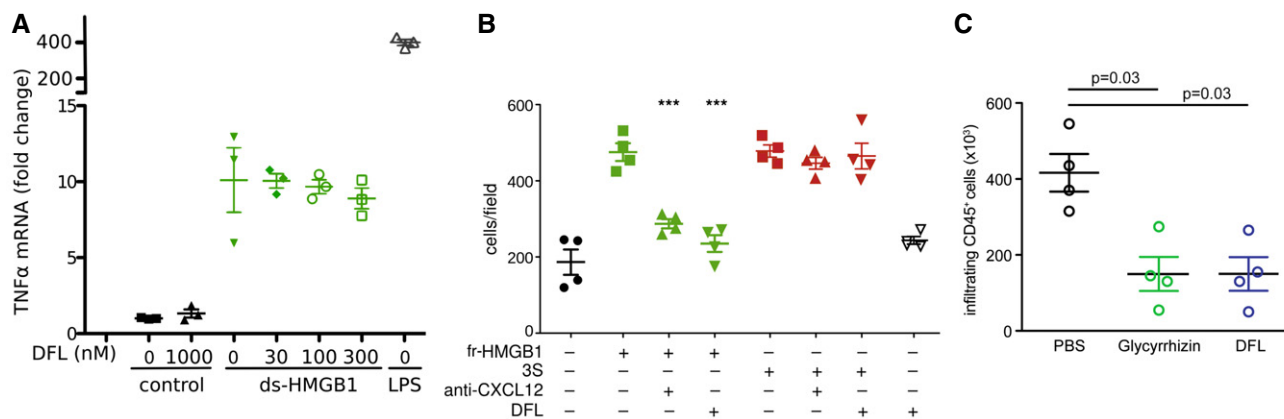 A
TNFα mRNA (fold change)
400
200
15
10
5
0
DFL (nM) 0 1000 0 30 100 300 0
control ds-HMGB1 LPS
B
cells/field
600
400
200
0
*** ***
fr-HMGB1 – + + + – – – –
3S – – – – + + + –
anti-CXCL12 – – + – – + – –
DFL – – – + – – + +
C
p=0.03
p=0.03
infiltrating CD45⁺ cells (x10³)
600
400
200
0
PBS Glycyrrhizin DFL